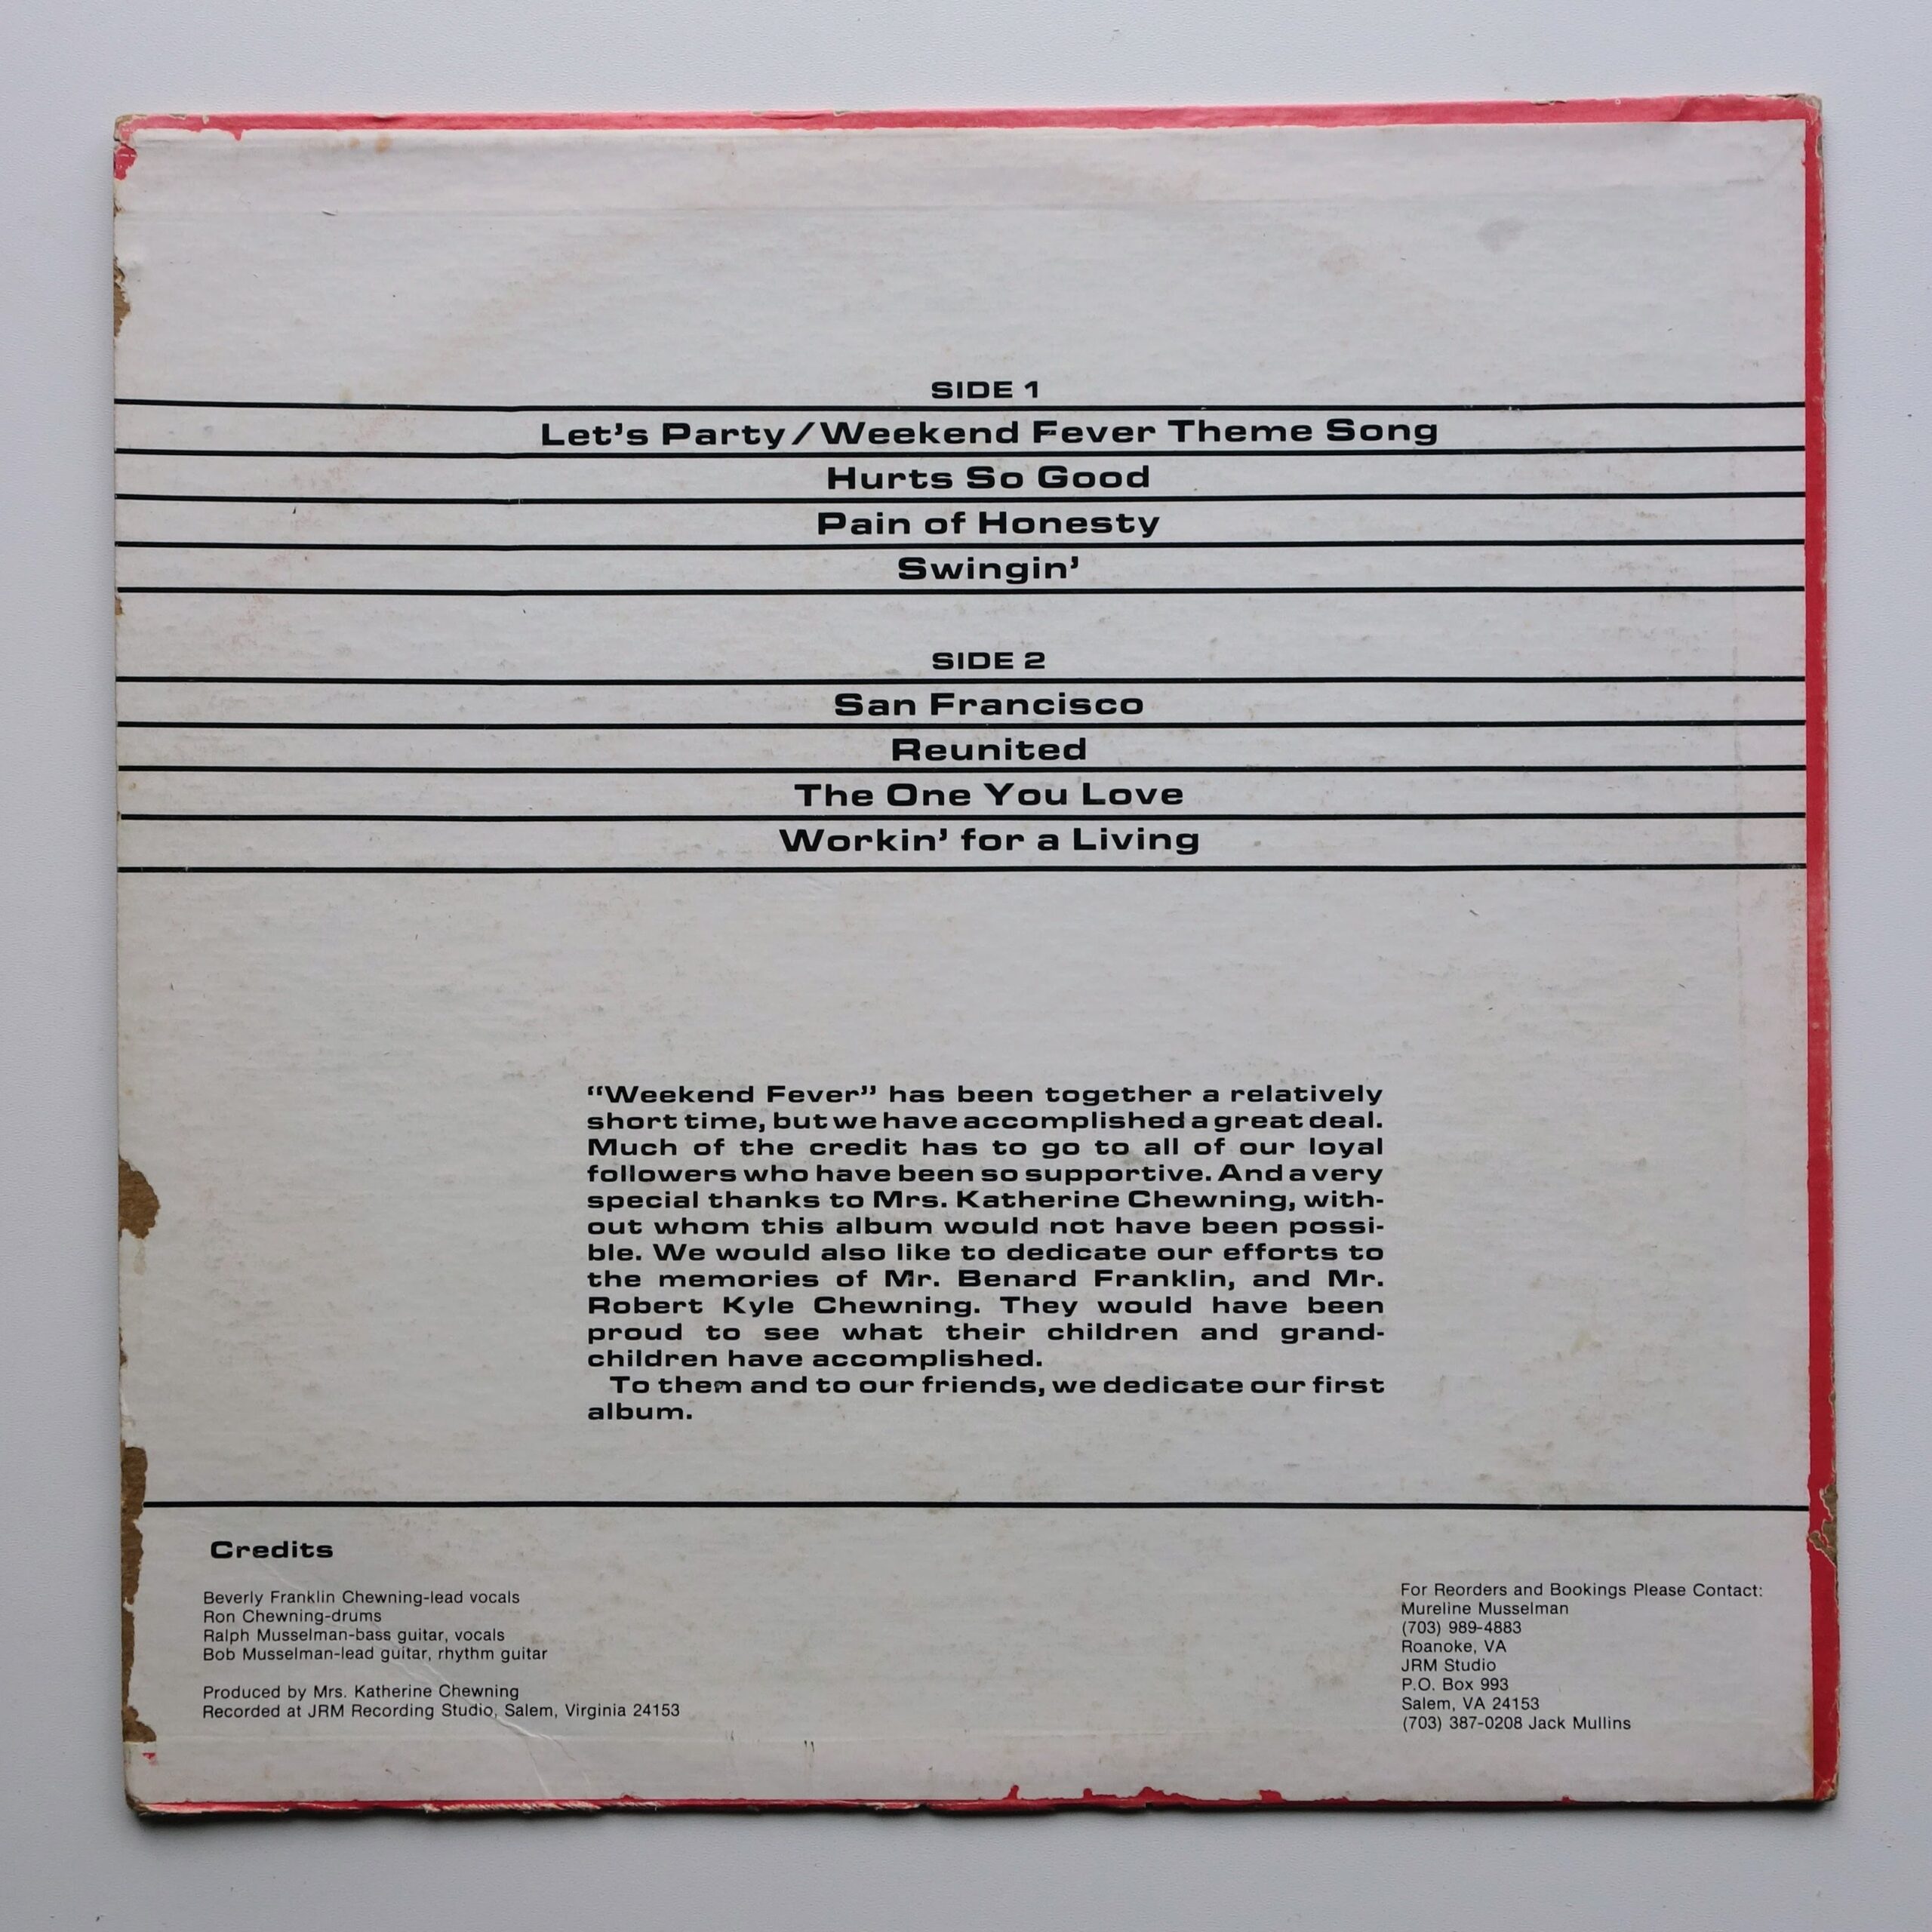 SIDE 1
Let's Party/Weekend Fever Theme Song
Hurts So Good
Pain of Honesty
Swingin'
SIDE 2
San Francisco
Reunited
The One You Love
Workin' for a Living
"Weekend Fever" has been together a relatively
short time, but we have accomplished a great deal.
Much of the credit has to go to all of our loyal
followers who have been so supportive. And a very
special thanks to Mrs. Katherine Chewning, with-
out whom this album would not have been possi-
ble. We would also like to dedicate our efforts to
the memories of Mr. Benard Franklin, and Mr.
Robert Kyle Chewning. They would have been
proud to see what their children and grand-
children have accomplished.
To them and to our friends, we dedicate our first
album.
Credits
Beverly Franklin Chewning-lead vocals
Ron Chewning-drums
Ralph Musselman-bass guitar, vocals
Bob Musselman-lead guitar, rhythm guitar
Produced by Mrs. Katherine Chewning
Recorded at JRM Recording Studio, Salem, Virginia 24153
For Reorders and Bookings Please Contact:
Mureline Musselman
(703) 989-4883
Roanoke, VA
JRM Studio
P.O. Box 993
Salem, VA 24153
(703) 387-0208 Jack Mullins